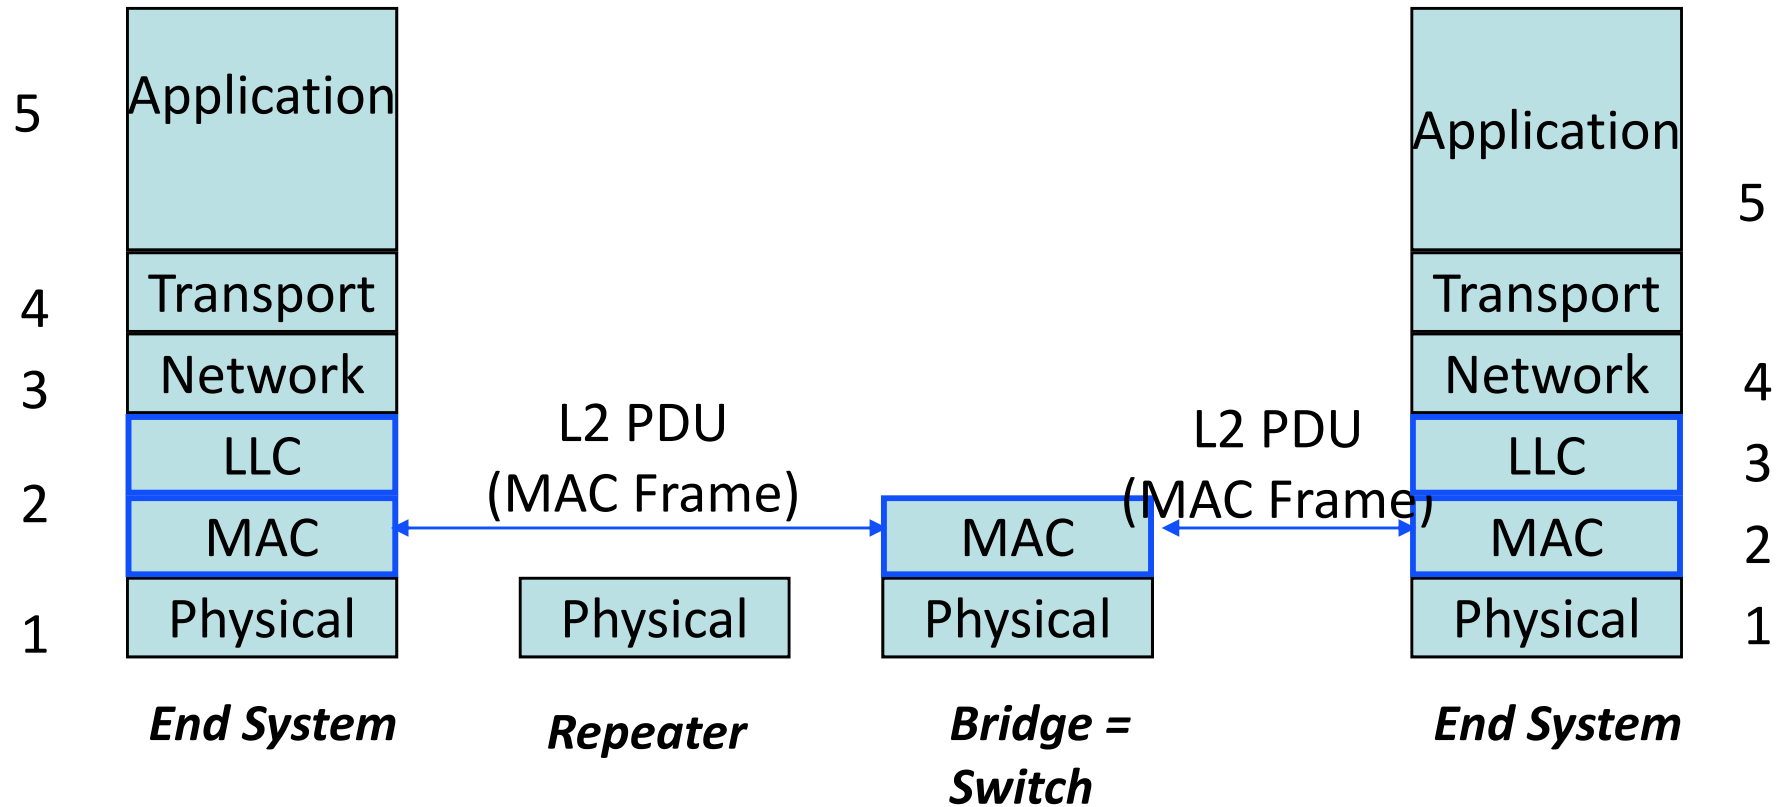 5
Application
Application
5
4
Transport
Transport
3
Network
Network
4
L2 PDU
(MAC Frame)
L2 PDU
(MAC Frame)
LLC
LLC
3
2
MAC
MAC
MAC
2
1
Physical
Physical
Physical
Physical
1
End System
Repeater
Bridge =
Switch
End System